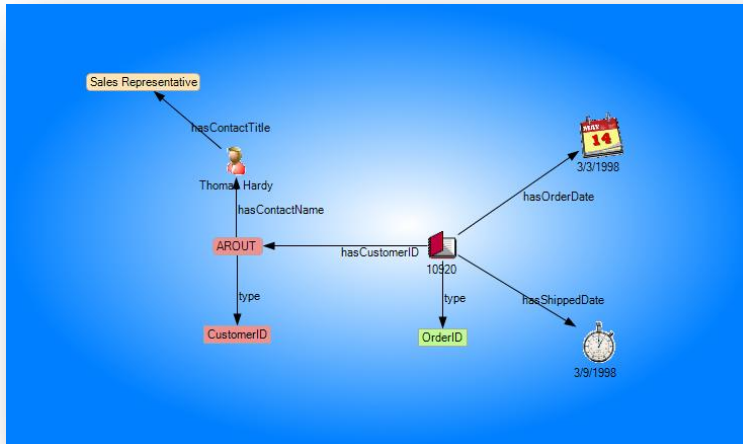 Sales Representative
hasContactTitle
MAY
14
3/3/1998
Thomas Hardy
hasOrderDate
hasContactName
AROUT
hasCustomerID
10920
type
type
hasShippedDate
CustomerID
OrderID
3/9/1998